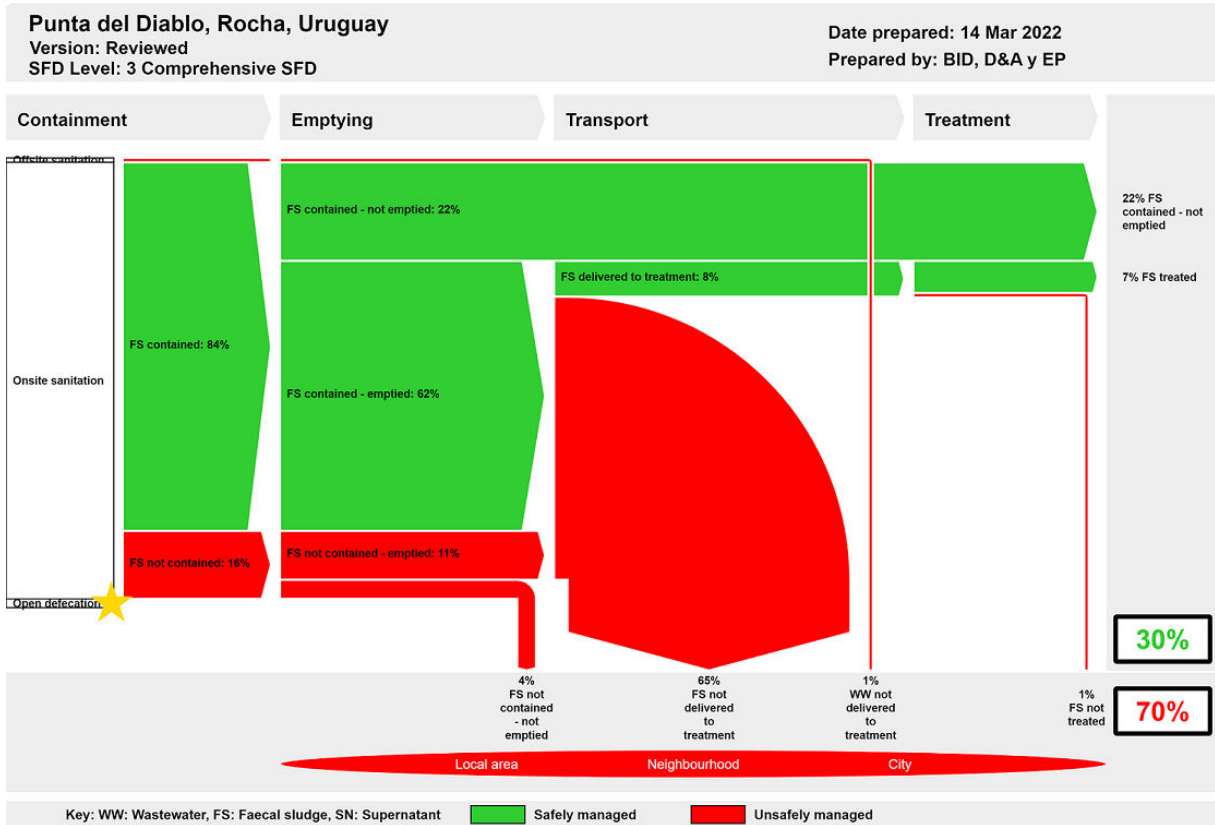 Punta del Diablo, Rocha, Uruguay
Version: Reviewed
SFD Level: 3 Comprehensive SFD
Date prepared: 14 Mar 2022
Prepared by: BID, D&A y EP
Containment
Emptying
Transport
Treatment
Offsite sanitation
FS contained - not emptied: 22%
22% FS
contained - not
emptied
FS delivered to treatment: 8%
7% FS treated
FS contained: 84%
Onsite sanitation
FS contained - emptied: 62%
FS not contained - emptied: 11%
FS not contained: 16%
Open defecation
30%
4%
FS not
contained
- not
emptied
65%
FS not
delivered
to
treatment
1%
WW not
delivered
to
treatment
1%
FS not
treated
70%
Local area
Neighbourhood
City
Key: WW: Wastewater, FS: Faecal sludge, SN: Supernatant
Safely managed
Unsafely managed